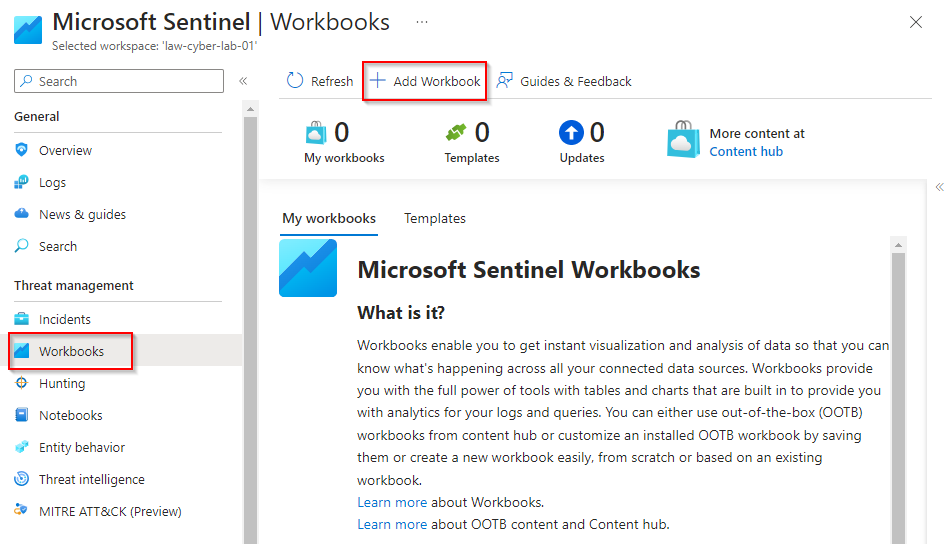 Microsoft Sentinel | Workbooks ...
Selected workspace: 'law-cyber-lab-01'
Search
«
General
Overview
Logs
News & guides
Search
Threat management
Incidents
Workbooks
Hunting
Notebooks
Entity behavior
Threat intelligence
MITRE ATT&CK (Preview)
Refresh + Add Workbook Guides & Feedback
0
My workbooks
0
Templates
0
Updates
More content at
Content hub
«
My workbooks Templates
Microsoft Sentinel Workbooks
What is it?
Workbooks enable you to get instant visualization and analysis of data so that you can
know what's happening across all your connected data sources. Workbooks provide
you with the full power of tools with tables and charts that are built in to provide you
with analytics for your logs and queries. You can either use out-of-the-box (OOTB)
workbooks from content hub or customize an installed OOTB workbook by saving
them or create a new workbook easily, from scratch or based on an existing
workbook.
Learn more about Workbooks.
Learn more about OOTB content and Content hub.